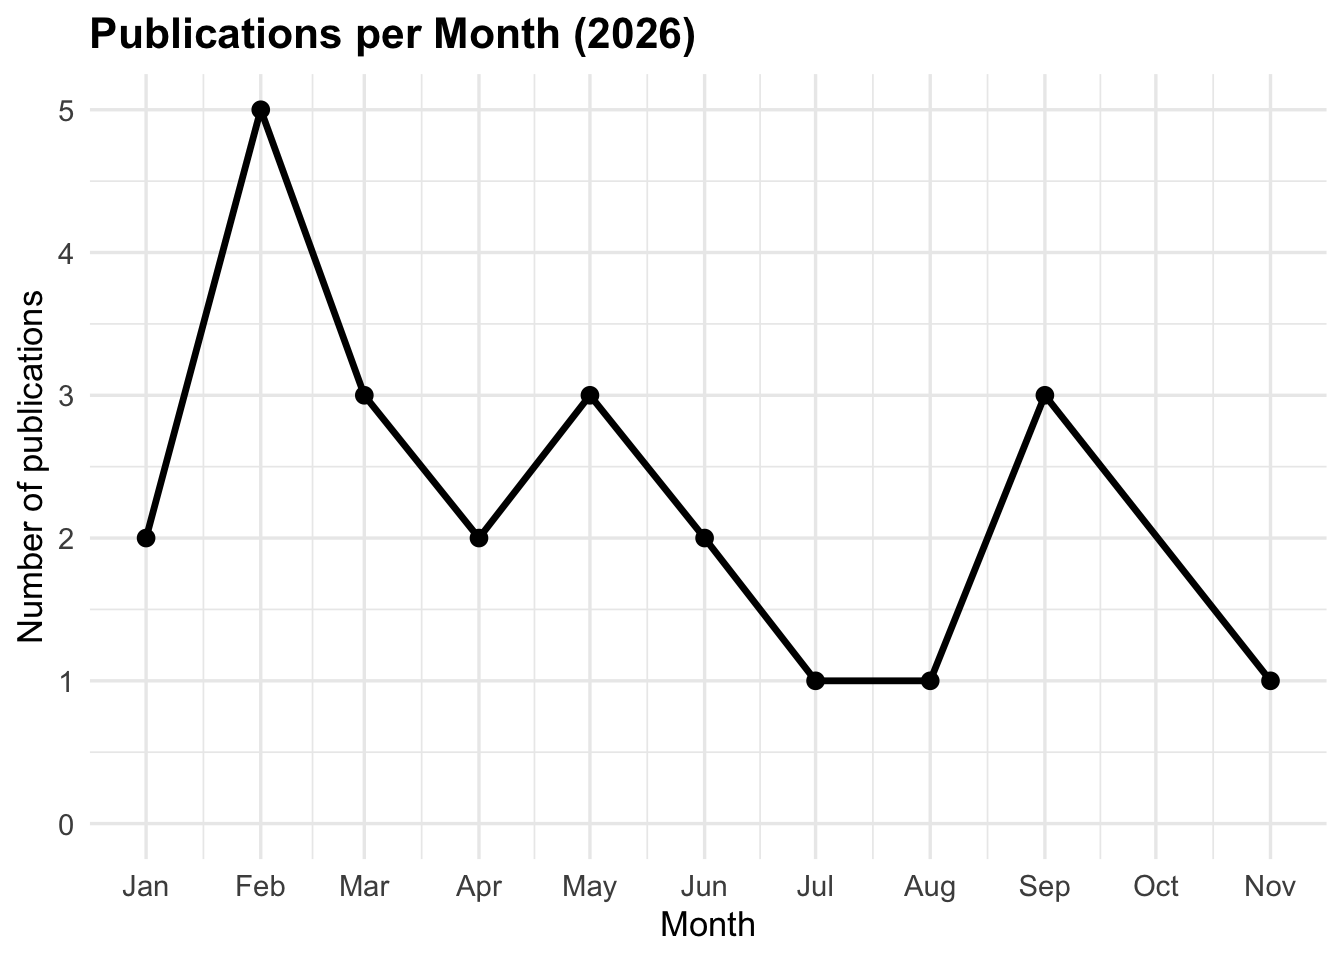 Publications per Month (2026)
Number of publications
5
4
3
2
1
0
Jan Feb Mar Apr May Jun Jul Aug Sep Oct Nov
Month